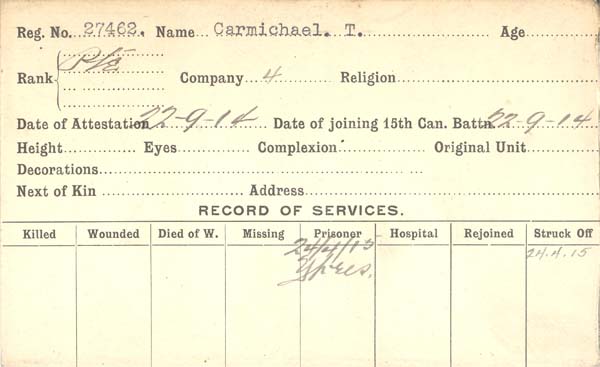 Reg. No. 27462. Name Carmichael. T. Age
Rank Pte Company 4 Religion
Date of Attestation 22-9-14 Date of joining 15th Can. Battn. 22-9-14
Height Eyes Complexion Original Unit
Decorations
Next of Kin Address
RECORD OF SERVICES.
Killed Wounded Died of W. Missing Prisoner Hospital Rejoined Struck Off
24/4/15 24.4.15
Ypres.